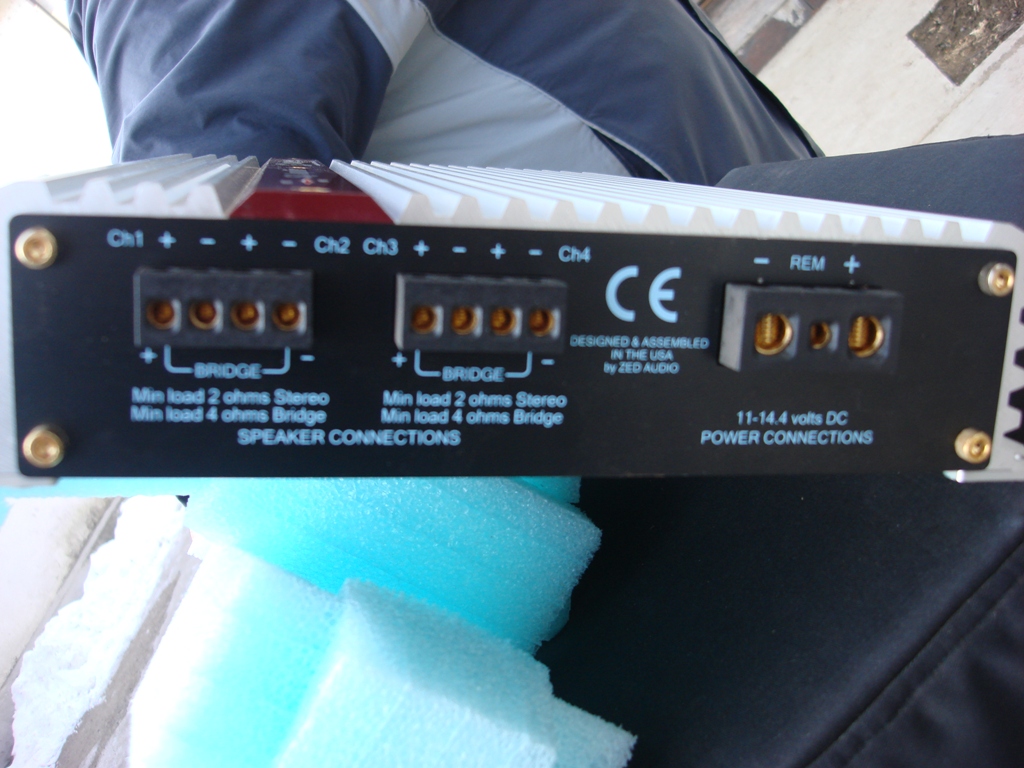 Ch1 + - + - Ch2 Ch3 + - + - Ch4
- REM +
CE
+ BRIDGE -
+ BRIDGE -
DESIGNED & ASSEMBLED
IN THE USA
by ZED AUDIO
Min load 2 ohms Stereo
Min load 4 ohms Bridge
Min load 2 ohms Stereo
Min load 4 ohms Bridge
SPEAKER CONNECTIONS
11-14.4 volts DC
POWER CONNECTIONS